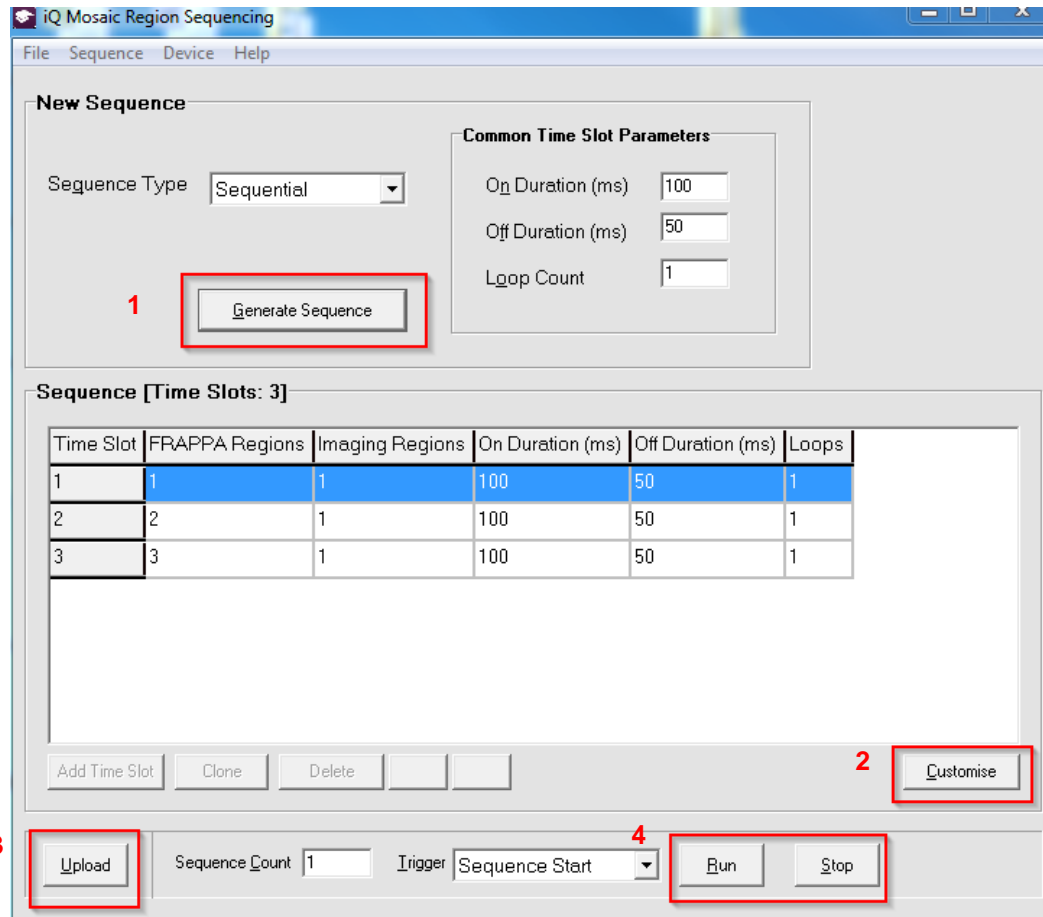 iQ Mosaic Region Sequencing
File Sequence Device Help
New Sequence
Common Time Slot Parameters
Sequence Type Sequential
On Duration (ms) 100
Off Duration (ms) 50
Loop Count 1
1 Generate Sequence
Sequence [Time Slots: 3]
Time Slot FRAPPA Regions Imaging Regions On Duration (ms) Off Duration (ms) Loops
1 1 1 100 50 1
2 2 1 100 50 1
3 3 1 100 50 1
Add Time Slot Clone Delete 2 Customise
4
Upload Sequence Count 1 Trigger Sequence Start Run Stop